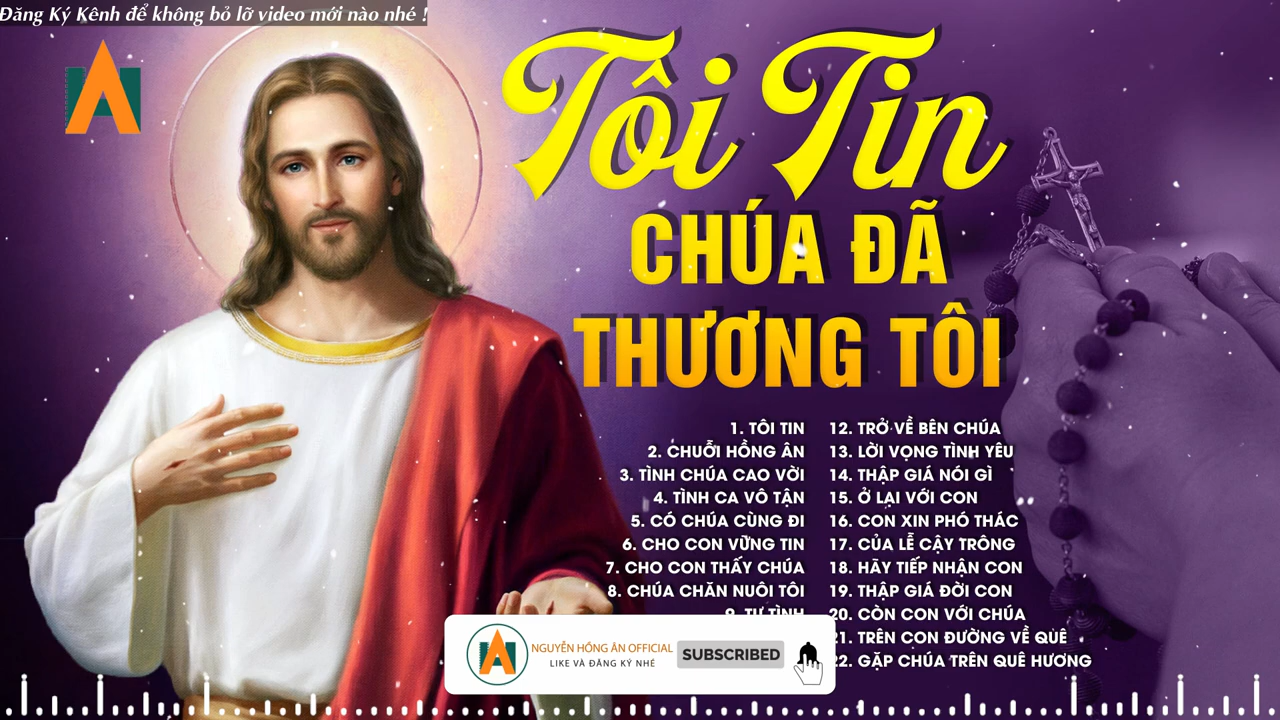 Đăng Ký Kênh để không bỏ lỡ video mới nào nhé !
Tôi Tin
CHÚA ĐÃ
THƯƠNG TÔI
1. TÔI TIN
2. CHUỖI HỒNG ÂN
3. TÌNH CHÚA CAO VỜI
4. TÌNH CA VÔ TẬN
5. CÓ CHÚA CÙNG ĐI
6. CHO CON VỮNG TIN
7. CHO CON THẤY CHÚA
8. CHÚA CHĂN NUÔI TÔI
9. TỰ TÌNH
12. TRỞ VỀ BÊN CHÚA
13. LỜI VỌNG TÌNH YÊU
14. THẬP GIÁ NÓI GÌ
15. Ở LẠI VỚI CON
16. CON XIN PHÓ THÁC
17. CỦA LỄ CẬY TRÔNG
18. HÃY TIẾP NHẬN CON
19. THẬP GIÁ ĐỜI CON
20. CÒN CON VỚI CHÚA
21. TRÊN CON ĐƯỜNG VỀ QUÊ
22. GẶP CHÚA TRÊN QUÊ HƯƠNG
NGUYỄN HỒNG ÂN OFFICIAL
LIKE VÀ ĐĂNG KÝ NHÉ
SUBSCRIBED